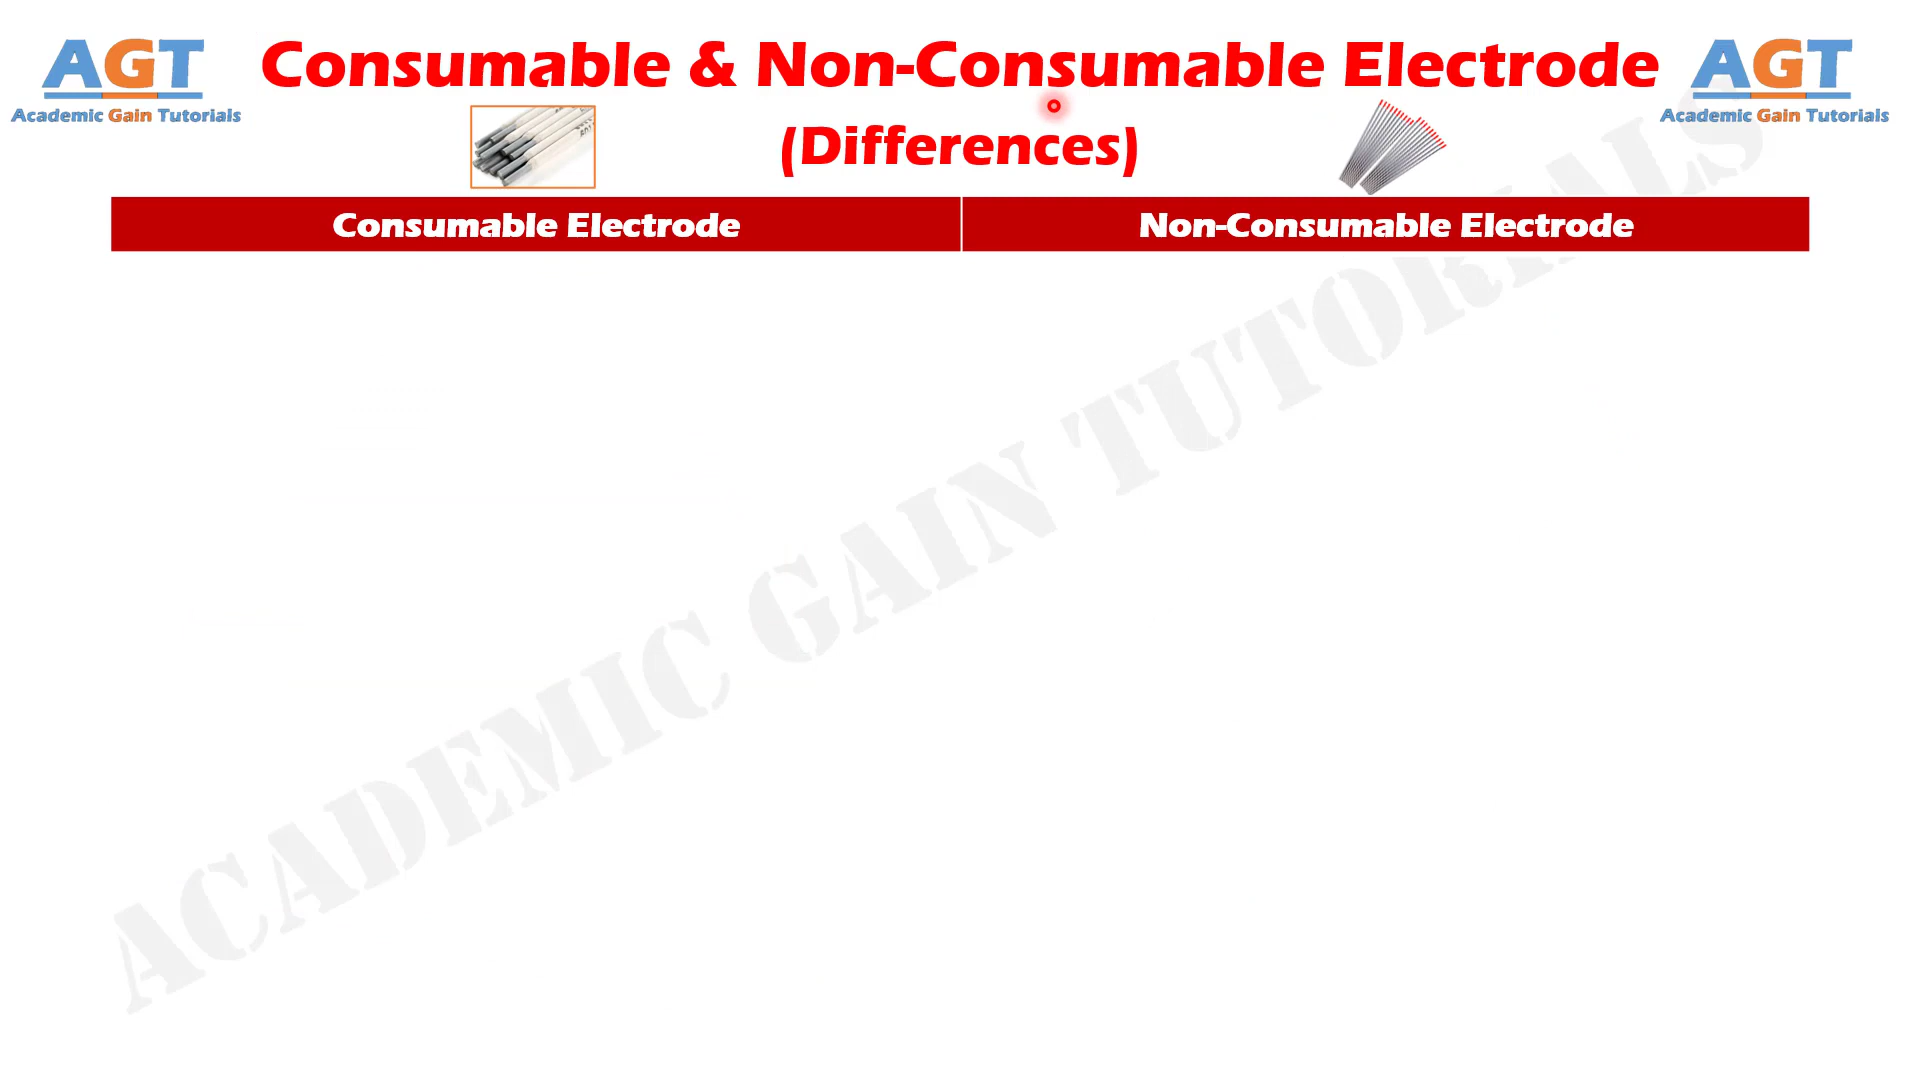 AGT
Academic Gain Tutorials
Consumable & Non-Consumable Electrode
(Differences)
AGT
Academic Gain Tutorials
Consumable Electrode
Non-Consumable Electrode
ACADEMIC GAIN TUTORIALS